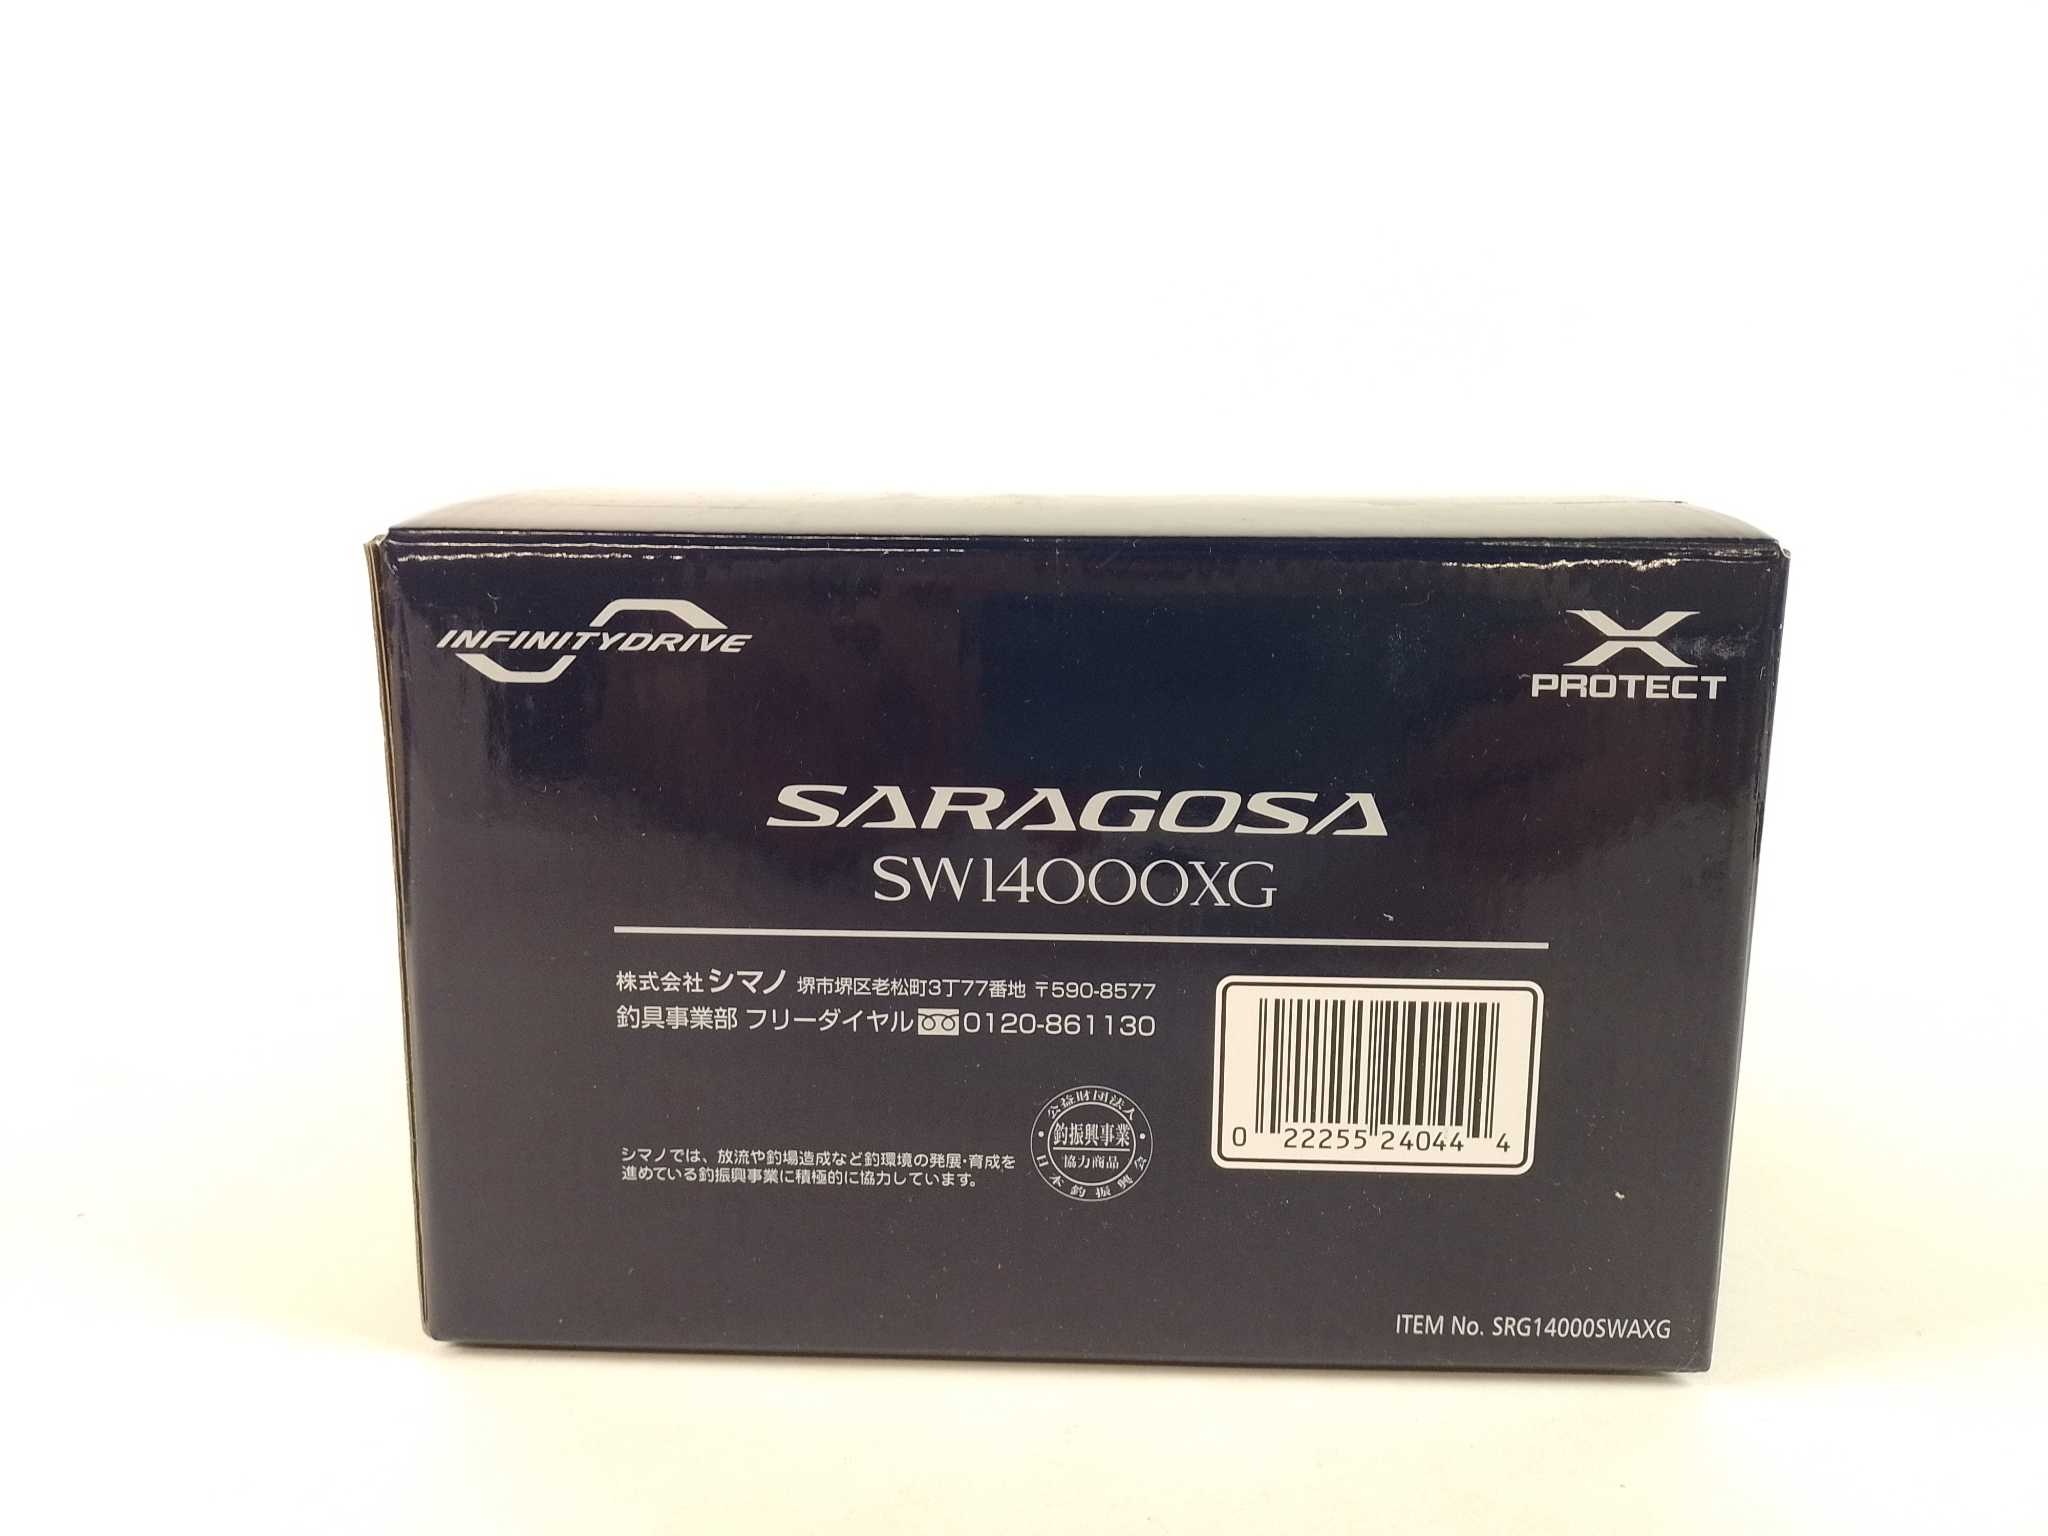 INFINITYDRIVE
X
PROTECT
SARAGOSA
SW14000XG
株式会社 シマノ 堺市堺区老松町3丁77番地 〒590-8577
釣具事業部 フリーダイヤル 0120-861130
シマノでは、放流や釣場造成など釣環境の発展・育成を
進めている釣振興事業に積極的に協力しています。
公益財団法人
釣振興事業
協力商品
日本釣振興会
0 22255 24044 4
ITEM No. SRG14000SWAXG